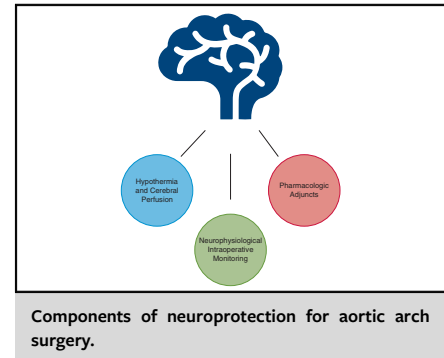 Hypothermia
and Cerebral
Perfusion
Pharmacologic
Adjuncts
Neurophysiological
Intraoperative
Monitoring
Components of neuroprotection for aortic arch
surgery.